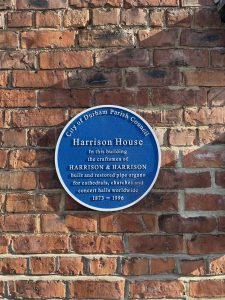 City of Durham Parish Council
Harrison House
In this building
the craftsmen of
HARRISON & HARRISON
built and restored pipe organs
for cathedrals, churches and
concert halls worldwide
1873 – 1996